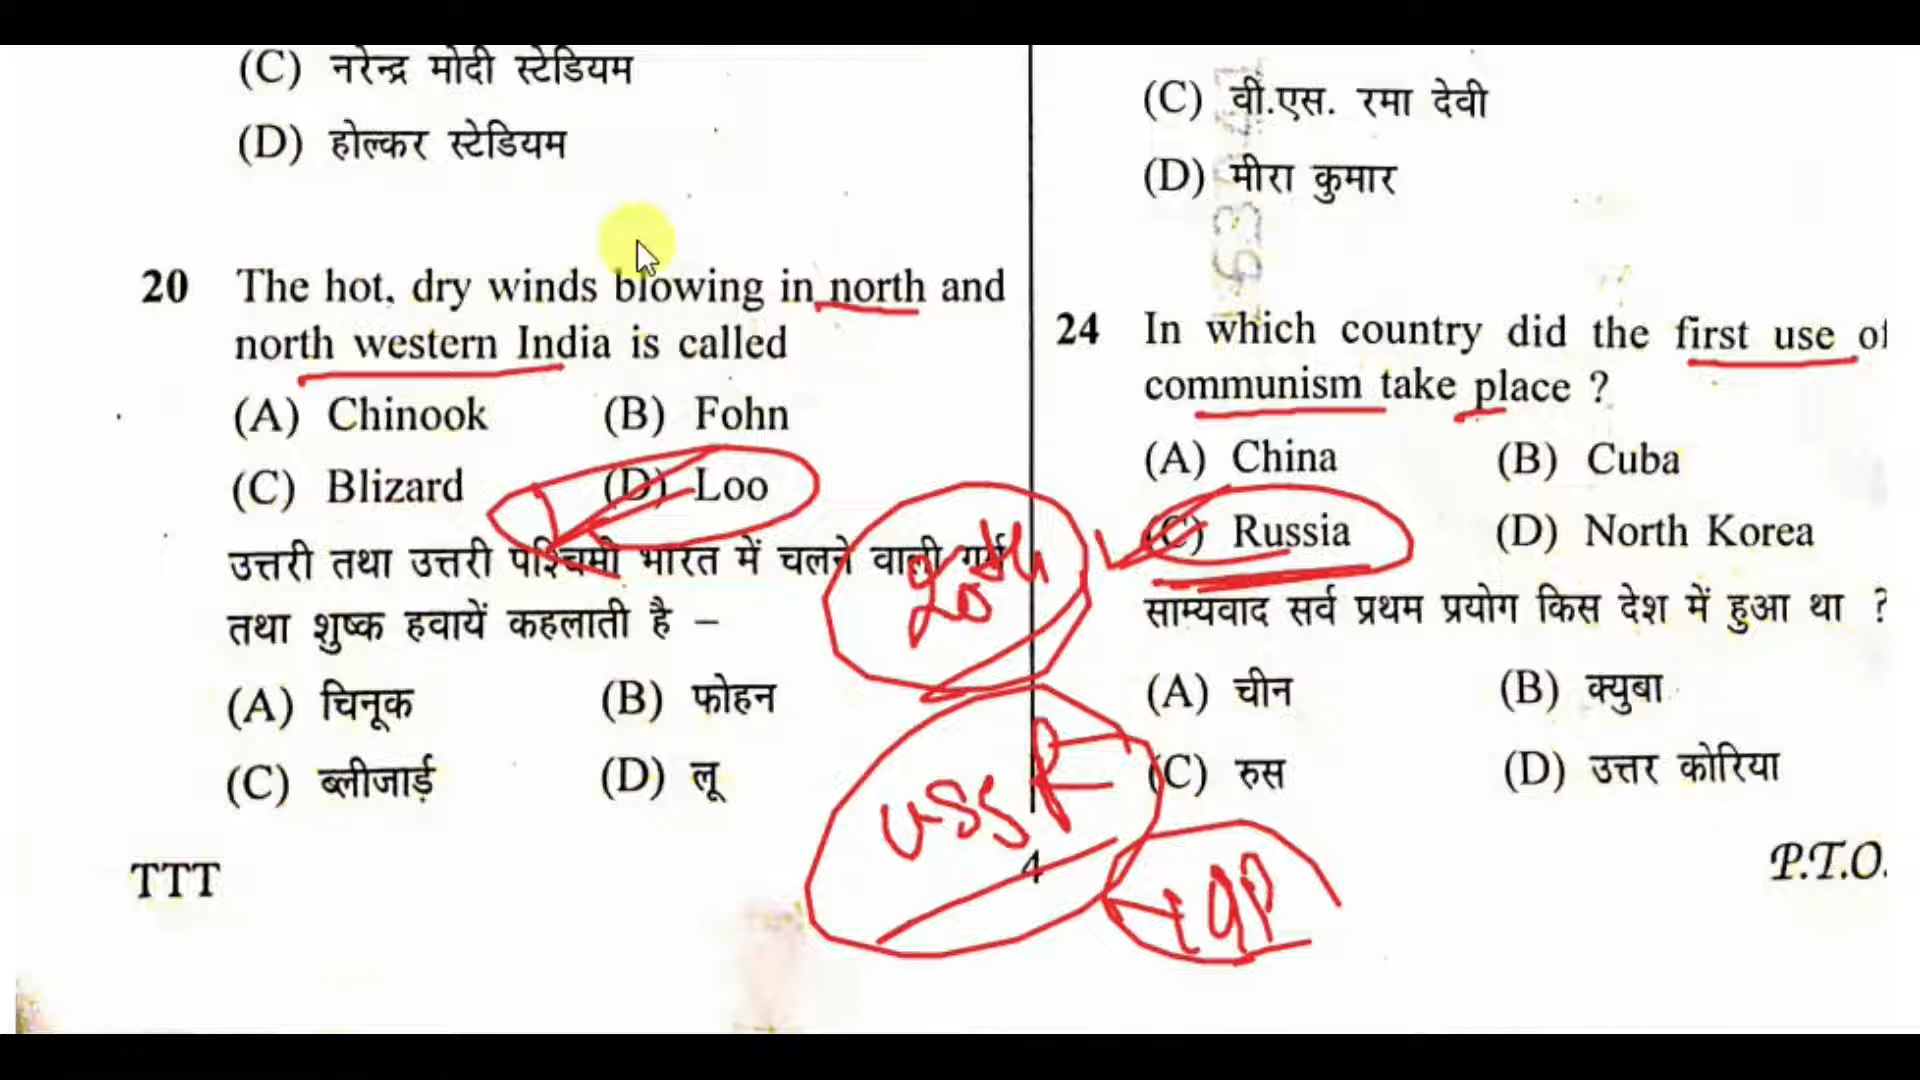 (C) नरेन्द्र मोदी स्टेडियम
(D) होल्कर स्टेडियम
20 The hot, dry winds blowing in north and
north western India is called
(A) Chinook (B) Fohn
(C) Blizard (D) Loo
उत्तरी तथा उत्तरी पश्चिमी भारत में चलने वाली गर्म
तथा शुष्क हवायें कहलाती है –
(A) चिनूक (B) फोहन
(C) ब्लीजार्ड (D) लू
TTT
4
(C) वी.एस. रमा देवी
(D) मीरा कुमार
24 In which country did the first use of
communism take place ?
(A) China (B) Cuba
(C) Russia (D) North Korea
साम्यवाद सर्व प्रथम प्रयोग किस देश में हुआ था ?
(A) चीन (B) क्युबा
(C) रुस (D) उत्तर कोरिया
P.T.O.
20th
USSR